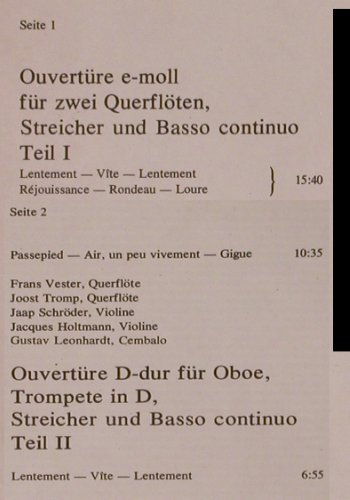 Seite 1
Ouvertüre e-moll
für zwei Querflöten,
Streicher und Basso continuo
Teil I
Lentement — Vîte — Lentement
Réjouissance — Rondeau — Loure } 15:40
Seite 2
Passepied — Air, un peu vivement — Gigue 10:35
Frans Vester, Querflöte
Joost Tromp, Querflöte
Jaap Schröder, Violine
Jacques Holtmann, Violine
Gustav Leonhardt, Cembalo
Ouvertüre D-dur für Oboe,
Trompete in D,
Streicher und Basso continuo
Teil II
Lentement — Vîte — Lentement 6:55